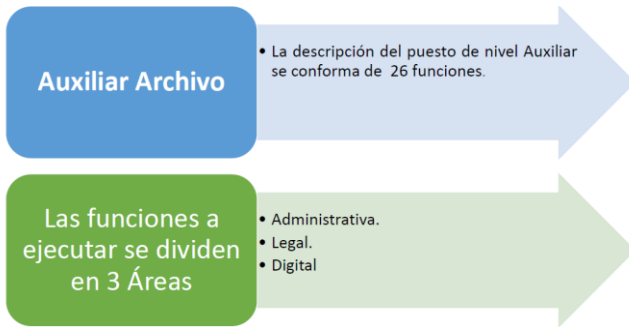 Auxiliar Archivo
• La descripción del puesto de nivel Auxiliar
se conforma de 26 funciones.
Las funciones a
ejecutar se dividen
en 3 Áreas
• Administrativa.
• Legal.
• Digital